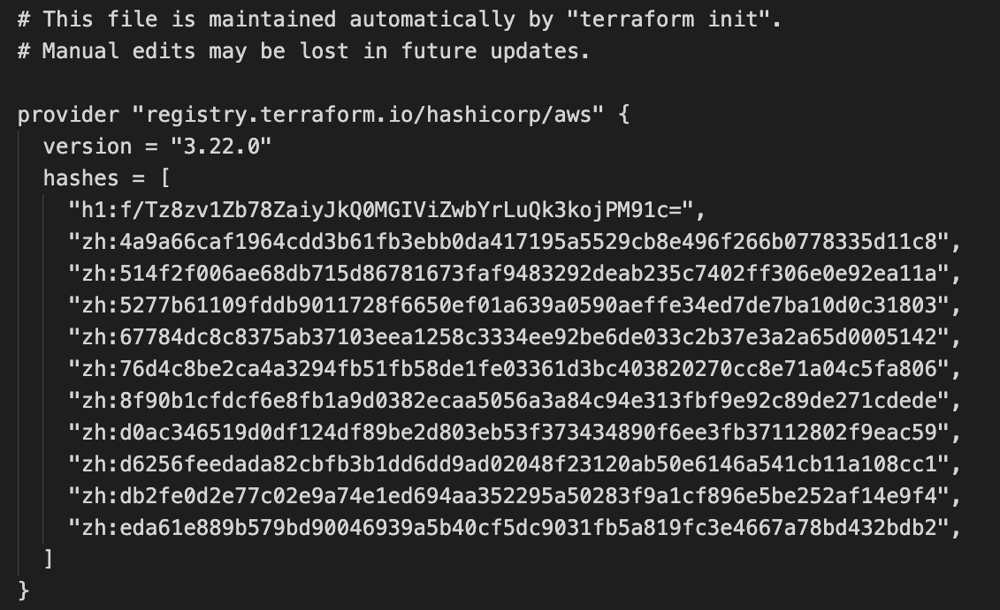 # This file is maintained automatically by "terraform init".
# Manual edits may be lost in future updates.

provider "registry.terraform.io/hashicorp/aws" {
  version = "3.22.0"
  hashes = [
    "h1:f/Tz8zv1Zb78ZaiyJkQ0MGIViZwbYrLuQk3kojPM91c=",
    "zh:4a9a66caf1964cdd3b61fb3ebb0da417195a5529cb8e496f266b0778335d11c8",
    "zh:514f2f006ae68db715d86781673faf9483292deab235c7402ff306e0e92ea11a",
    "zh:5277b61109fddb9011728f6650ef01a639a0590aeffe34ed7de7ba10d0c31803",
    "zh:67784dc8c8375ab37103eea1258c3334ee92be6de033c2b37e3a2a65d0005142",
    "zh:76d4c8be2ca4a3294fb51fb58de1fe03361d3bc403820270cc8e71a04c5fa806",
    "zh:8f90b1cfdcf6e8fb1a9d0382ecaa5056a3a84c94e313fbf9e92c89de271cdede",
    "zh:d0ac346519d0df124df89be2d803eb53f373434890f6ee3fb37112802f9eac59",
    "zh:d6256feedada82cbfb3b1dd6dd9ad02048f23120ab50e6146a541cb11a108cc1",
    "zh:db2fe0d2e77c02e9a74e1ed694aa352295a50283f9a1cf896e5be252af14e9f4",
    "zh:eda61e889b579bd90046939a5b40cf5dc9031fb5a819fc3e4667a78bd432bdb2",
  ]
}